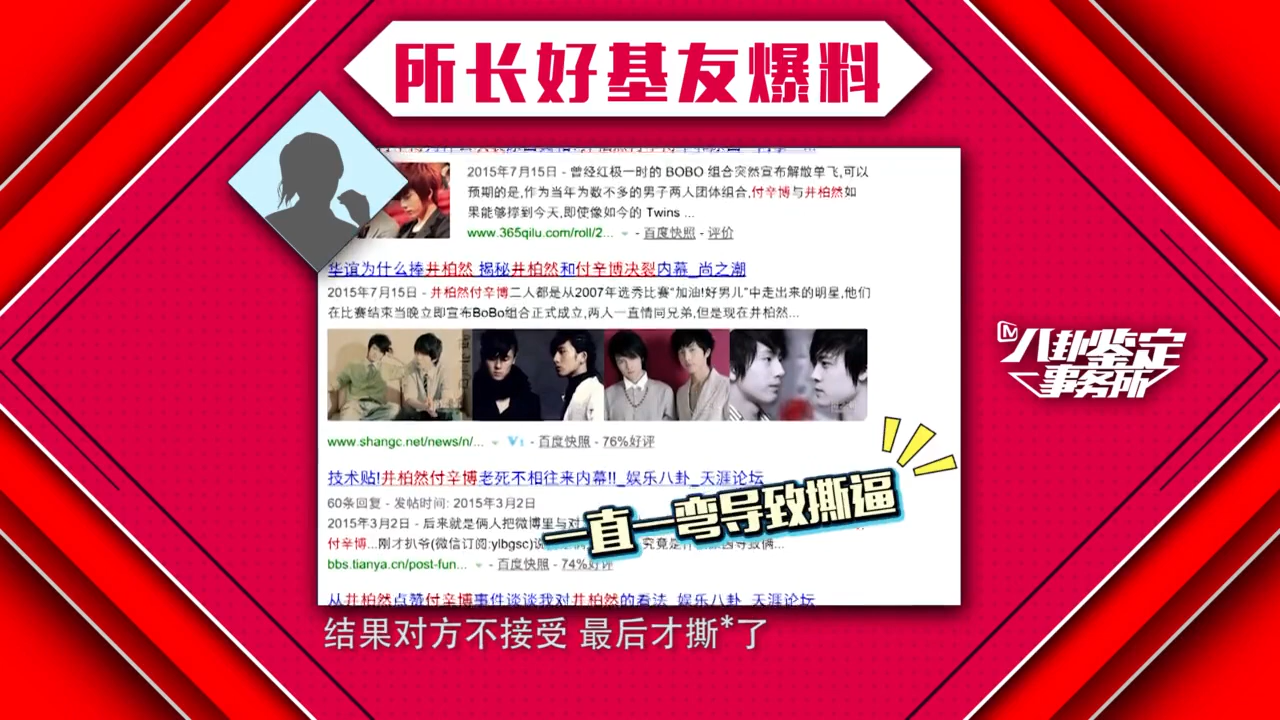 所长好基友爆料
2015年7月15日 - 曾经红极一时的 BOBO 组合突然宣布解散单飞,可以
预期的是,作为当年为数不多的男子两人团体组合,付辛博与井柏然如
果能够撑到今天,即使像如今的 Twins ...
www.365qilu.com/roll/2... - 百度快照 - 评价
华谊为什么捧井柏然 揭秘井柏然和付辛博决裂内幕_尚之潮
2015年7月15日 - 井柏然付辛博二人都是从2007年选秀比赛“加油!好男儿”中走出来的明星,他们
在比赛结束当晚立即宣布BoBo组合正式成立,两人一直情同兄弟,但是现在井柏然...
八卦鉴定
事务所
www.shangc.net/news/n/... V1 - 百度快照 - 76%好评
技术贴!井柏然付辛博老死不相往来内幕!!_娱乐八卦_天涯论坛
60条回复 - 发帖时间: 2015年3月2日
2015年3月2日 - 后来就是俩人把微博里与对
一直一弯导致撕逼
付辛博...刚才扒爷(微信订阅:ylbgsc)说
bbs.tianya.cn/post-fun... - 百度快照 - 74%好评
从井柏然点赞付辛博事件谈谈我对井柏然的看法_娱乐八卦_天涯论坛
结果对方不接受 最后才撕*了